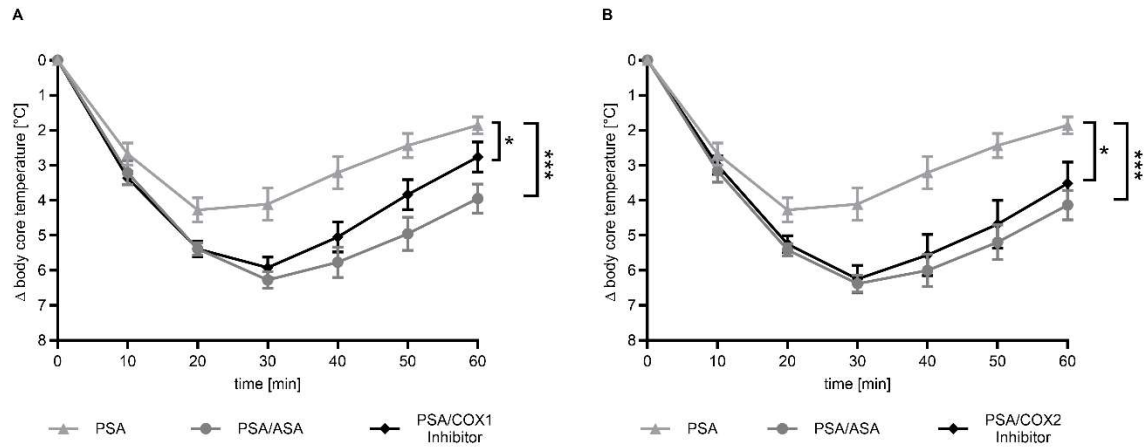 A
Δ body core temperature [°C]
0
1
2
3
4
5
6
7
8
*
***
0 10 20 30 40 50 60
time [min]
PSA PSA/ASA PSA/COX1
Inhibitor
B
Δ body core temperature [°C]
0
1
2
3
4
5
6
7
8
*
***
0 10 20 30 40 50 60
time [min]
PSA PSA/ASA PSA/COX2
Inhibitor